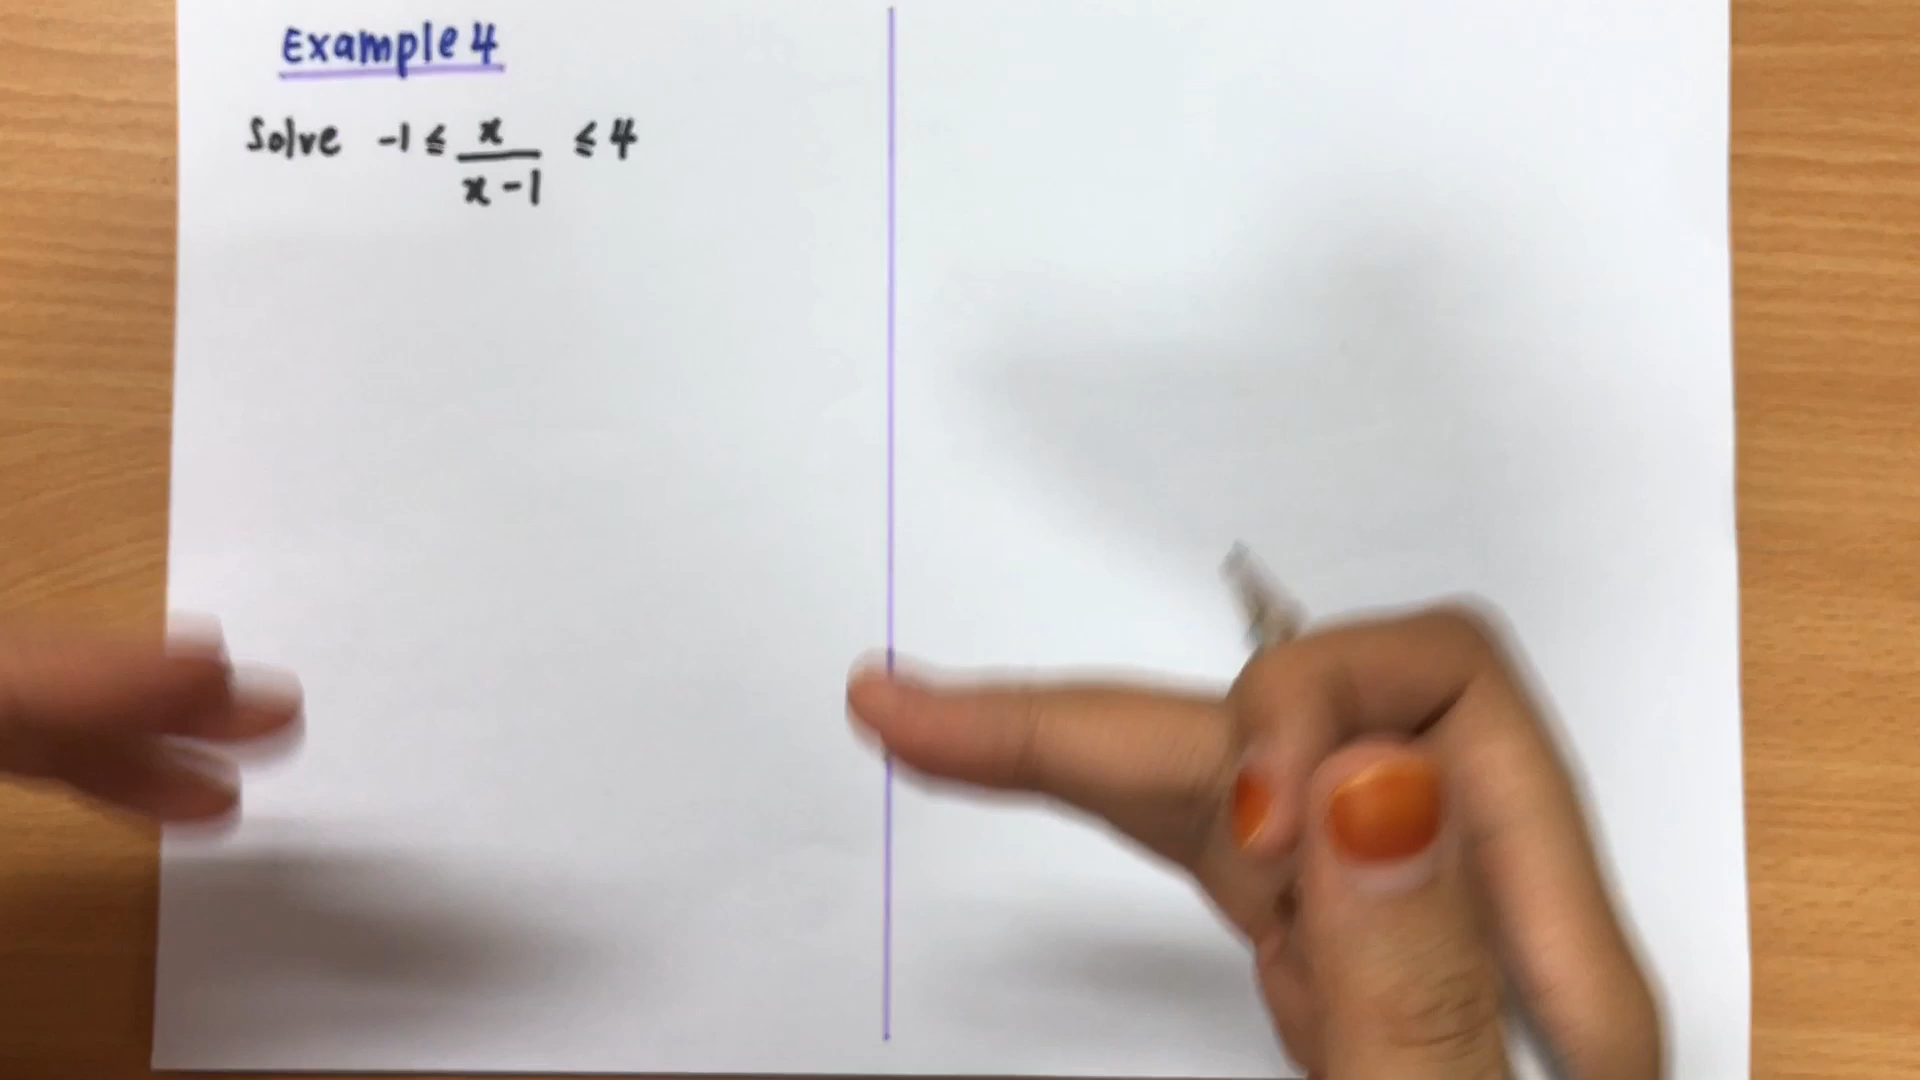 Example 4
Solve -1 ≤ x/(x-1) ≤ 4